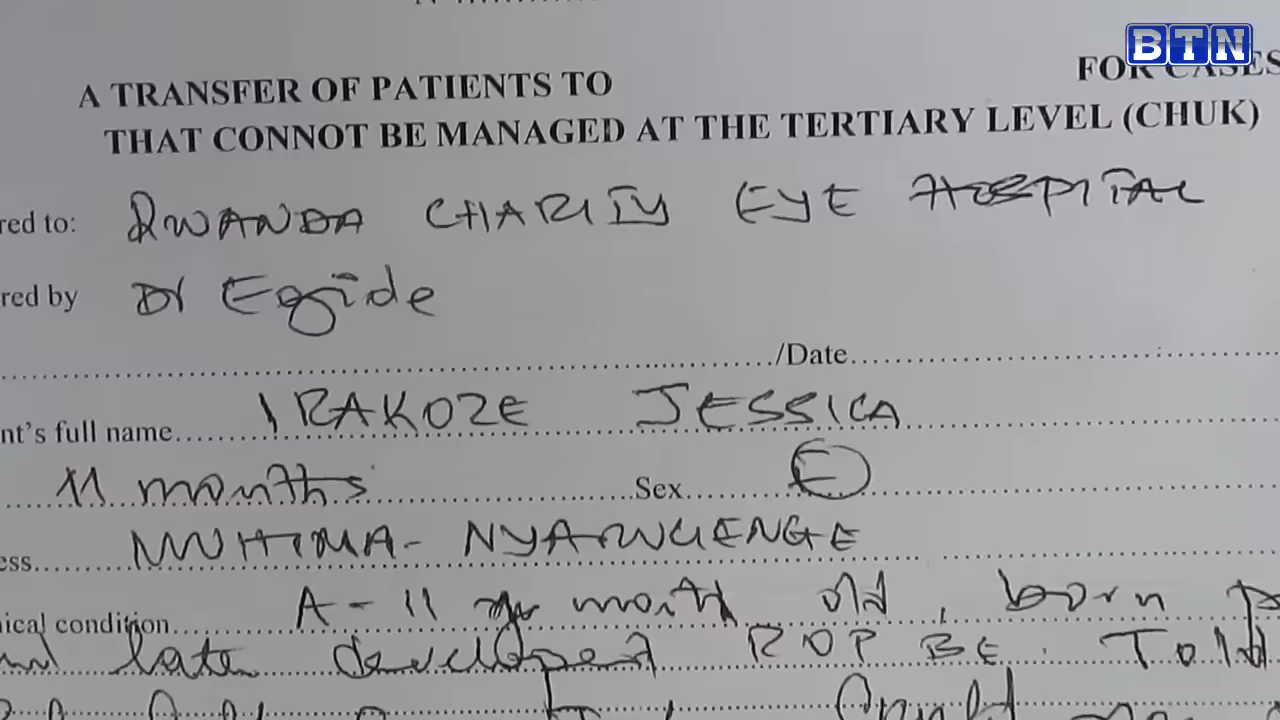 BTN
A TRANSFER OF PATIENTS TO FOR CASES
THAT CONNOT BE MANAGED AT THE TERTIARY LEVEL (CHUK)
red to: RWANDA CHARITY EYE HOSPITAL
red by Dr Egide
/Date
nt's full name IRAKOZE JESSICA
11 months Sex F
ess MUHIMA - NYARUGENGE
ical condition A - 11 month old, born
late developed ROP BE. Told